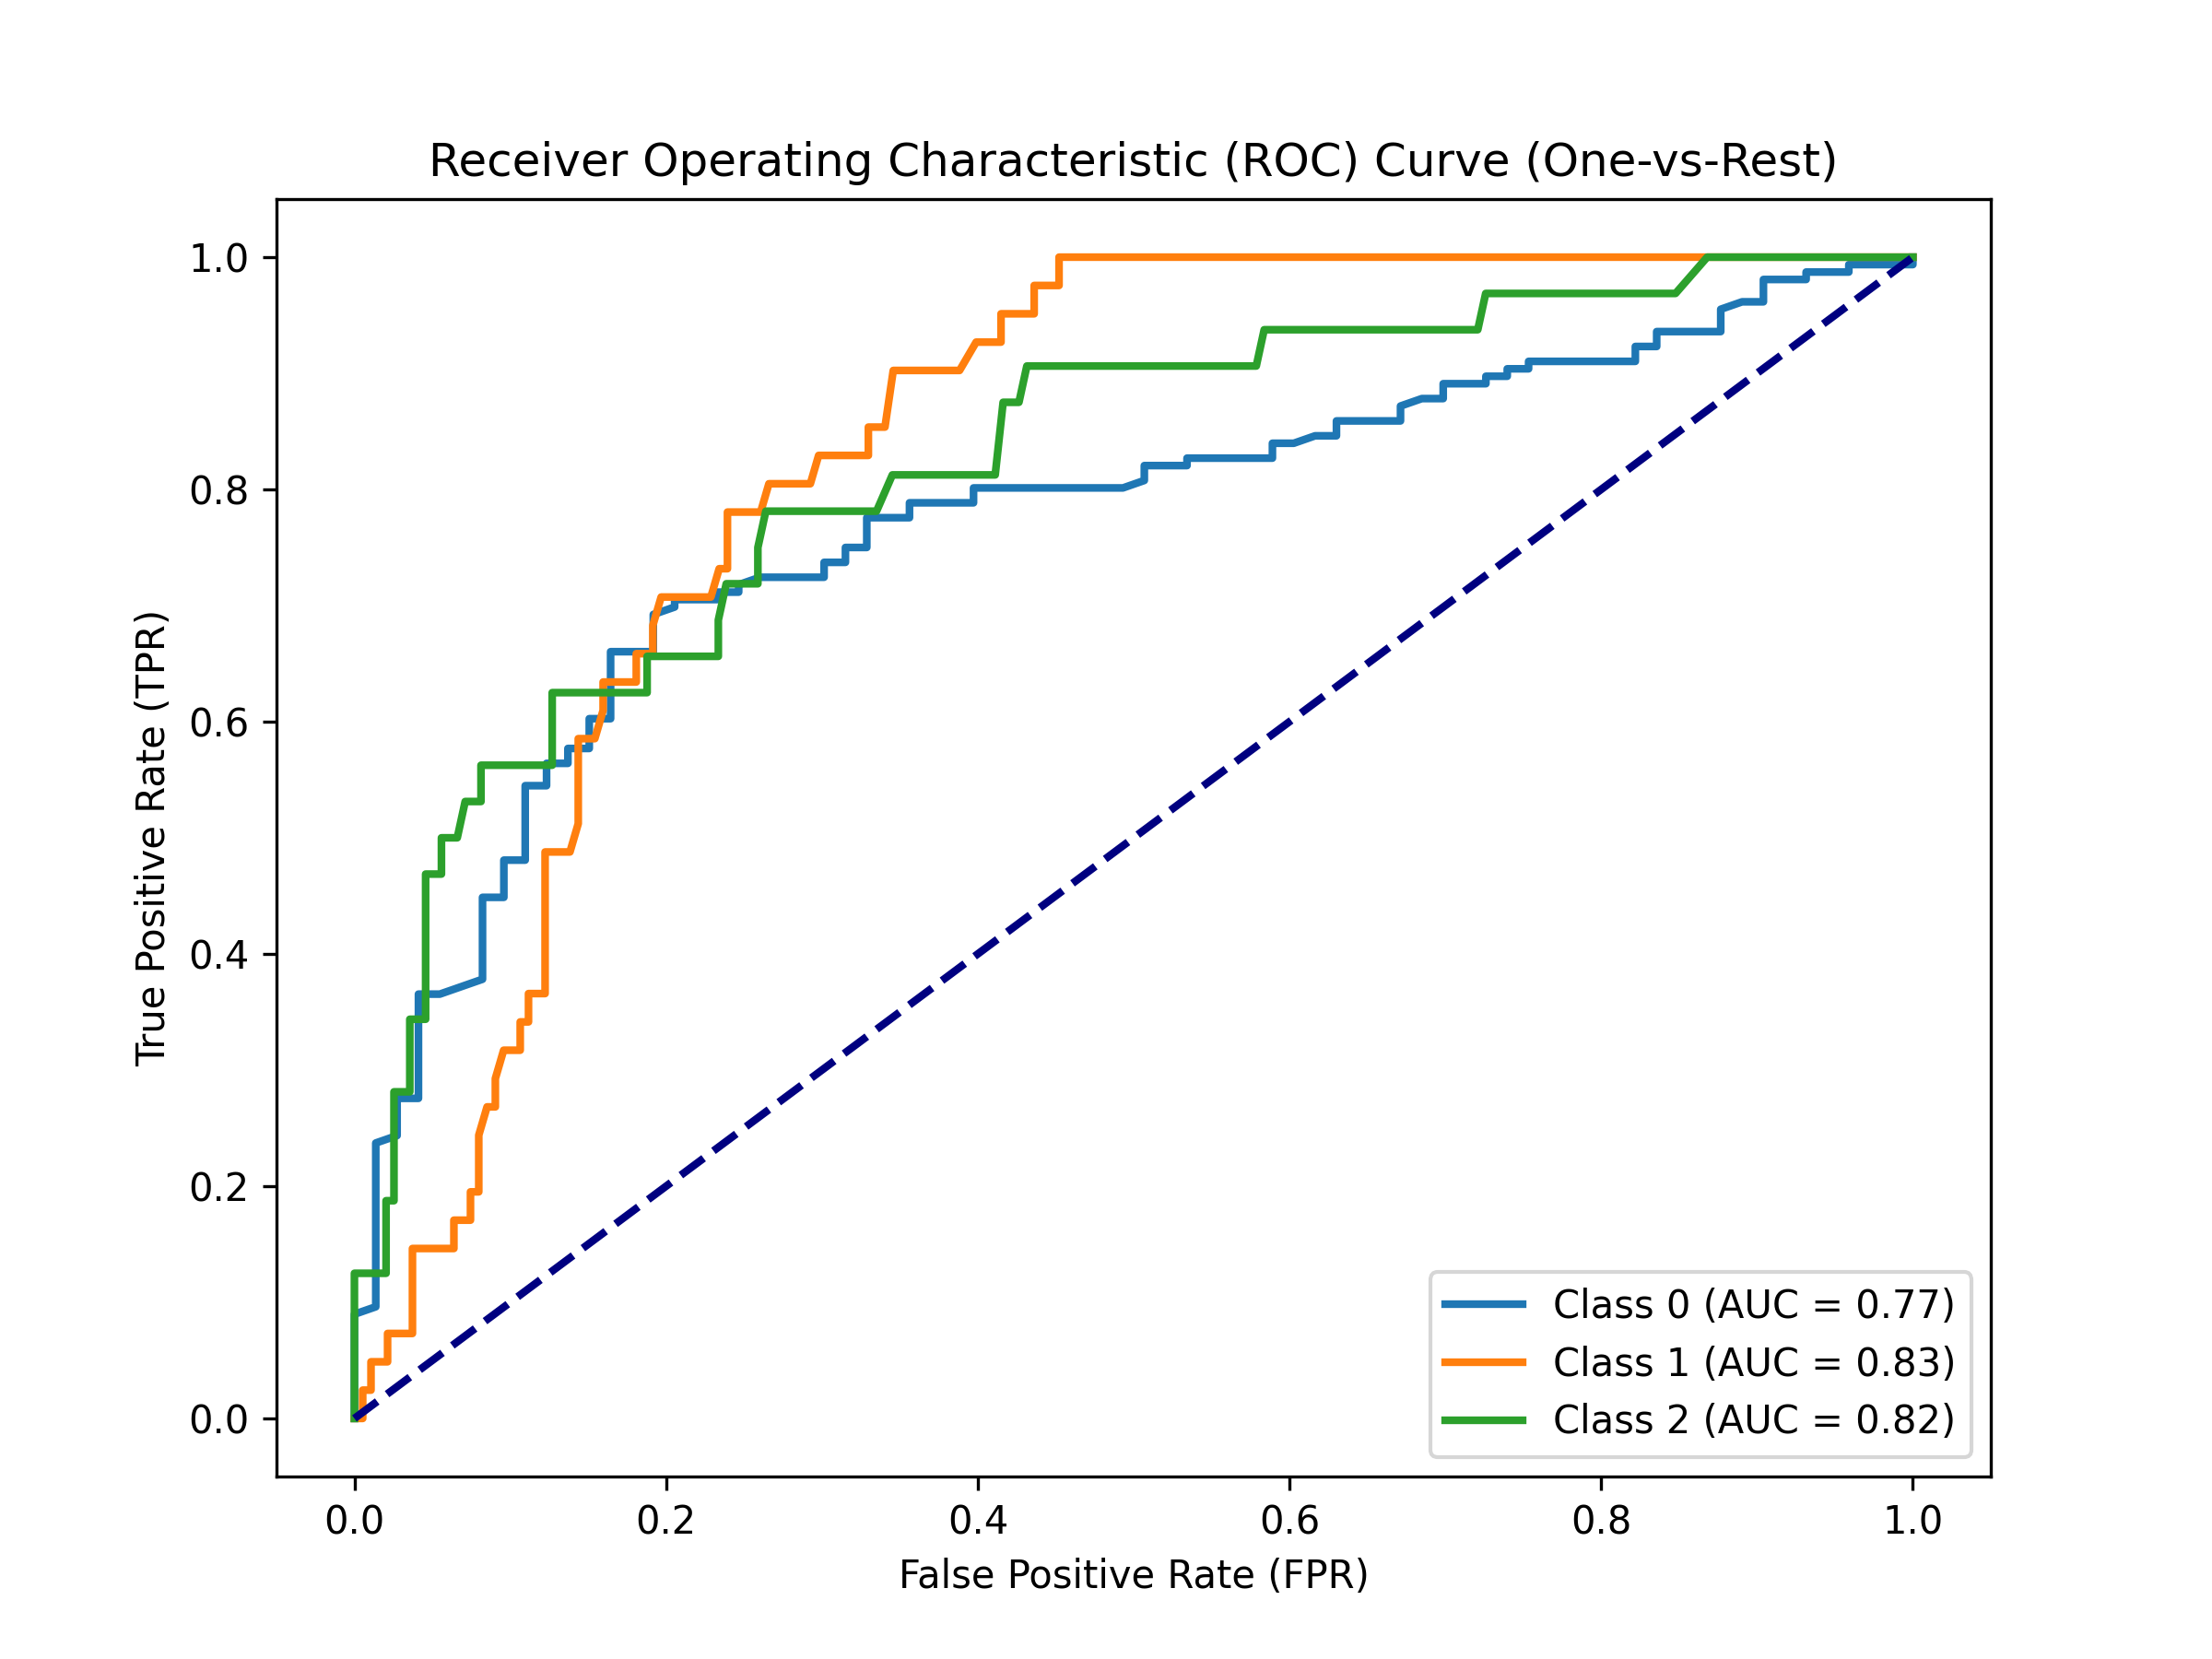 Receiver Operating Characteristic (ROC) Curve (One-vs-Rest)
True Positive Rate (TPR)
1.0
0.8
0.6
0.4
0.2
0.0
Class 0 (AUC = 0.77)
Class 1 (AUC = 0.83)
Class 2 (AUC = 0.82)
0.0 0.2 0.4 0.6 0.8 1.0
False Positive Rate (FPR)